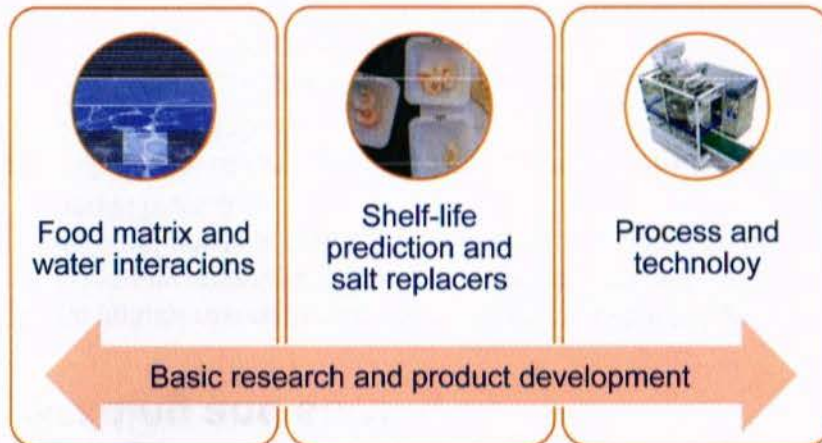 Food matrix and
water interacions
Shelf-life
prediction and
salt replacers
Process and
technoloy
Basic research and product development